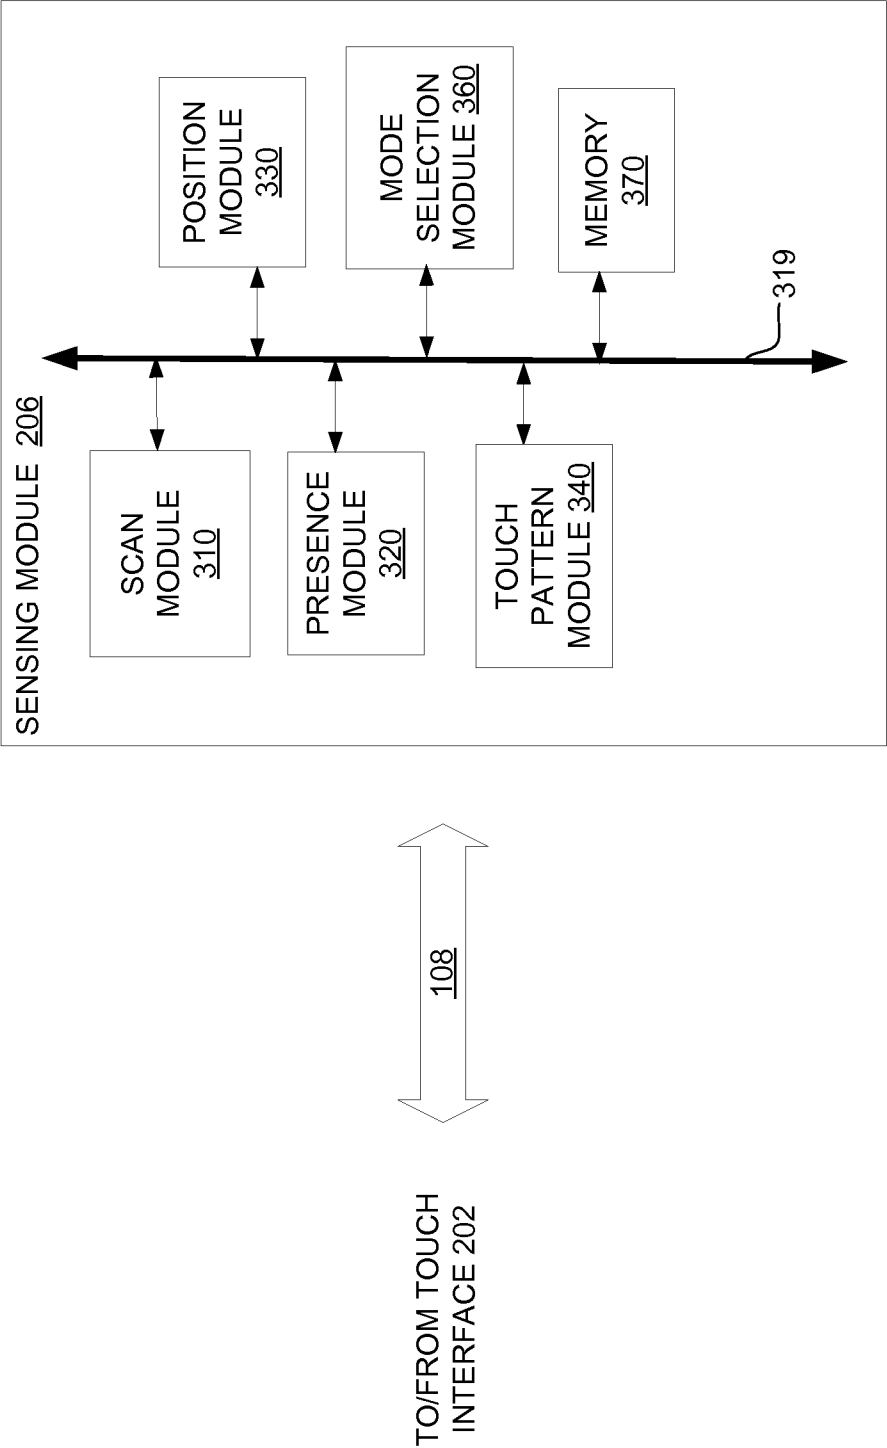 SENSING MODULE 206
SCAN
MODULE
310
PRESENCE
MODULE
320
TOUCH
PATTERN
MODULE 340
POSITION
MODULE
330
MODE
SELECTION
MODULE 360
MEMORY
370
319
108
TO/FROM TOUCH
INTERFACE 202